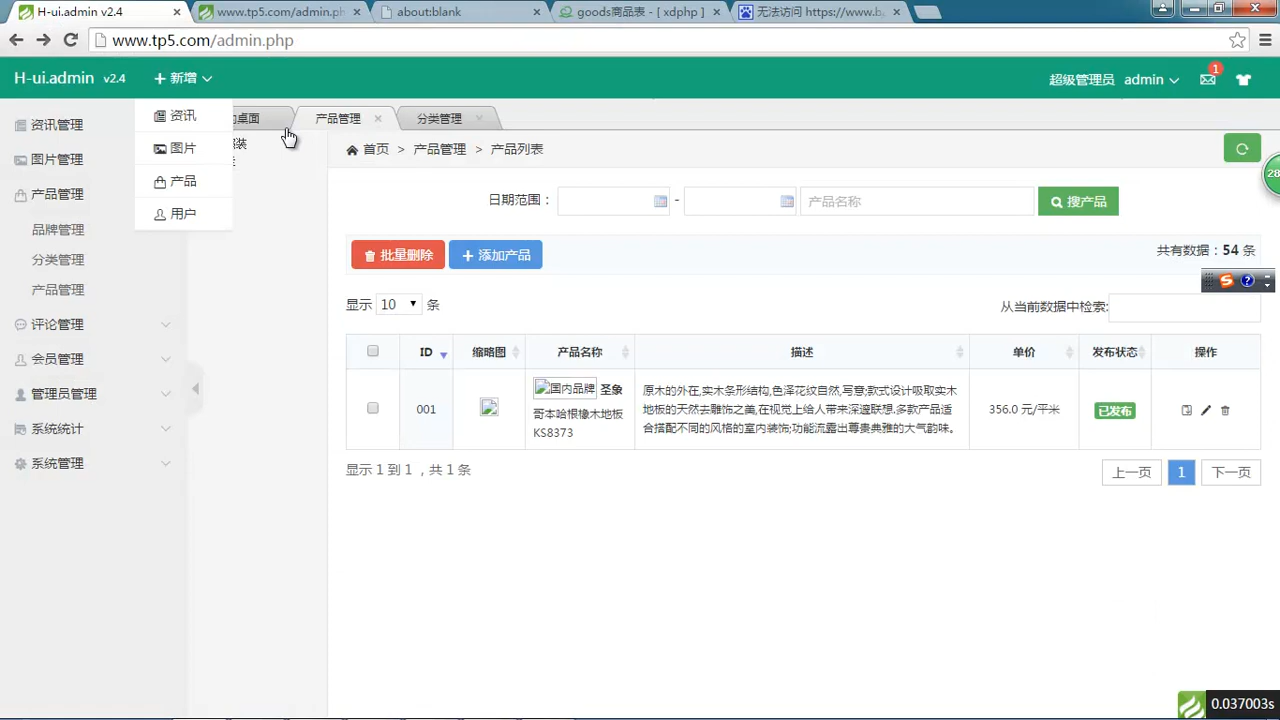 H-ui.admin v2.4
www.tp5.com/admin.ph
about:blank
goods商品表 - [ xdphp ]
无法访问 https://www.b
www.tp5.com/admin.php
H-ui.admin v2.4
新增
超级管理员 admin
1
资讯管理
图片管理
产品管理
品牌管理
分类管理
产品管理
评论管理
会员管理
管理员管理
系统统计
系统管理
资讯
图片
产品
用户
桌面
产品管理
分类管理
装
首页 > 产品管理 > 产品列表
28
日期范围：
-
产品名称
搜产品
批量删除
添加产品
共有数据：54 条
显示 10 条
从当前数据中检索:
ID 缩略图 产品名称 描述 单价 发布状态 操作
001
国内品牌 圣象
哥本哈根橡木地板
KS8373
原木的外在,实木条形结构,色泽花纹自然,写意;款式设计吸取实木
地板的天然去雕饰之美,在视觉上给人带来深邃联想.多款产品适
合搭配不同的风格的室内装饰;功能流露出尊贵典雅的大气韵味。
356.0 元/平米
已发布
显示 1 到 1 ，共 1 条
上一页 1 下一页
0.037003s